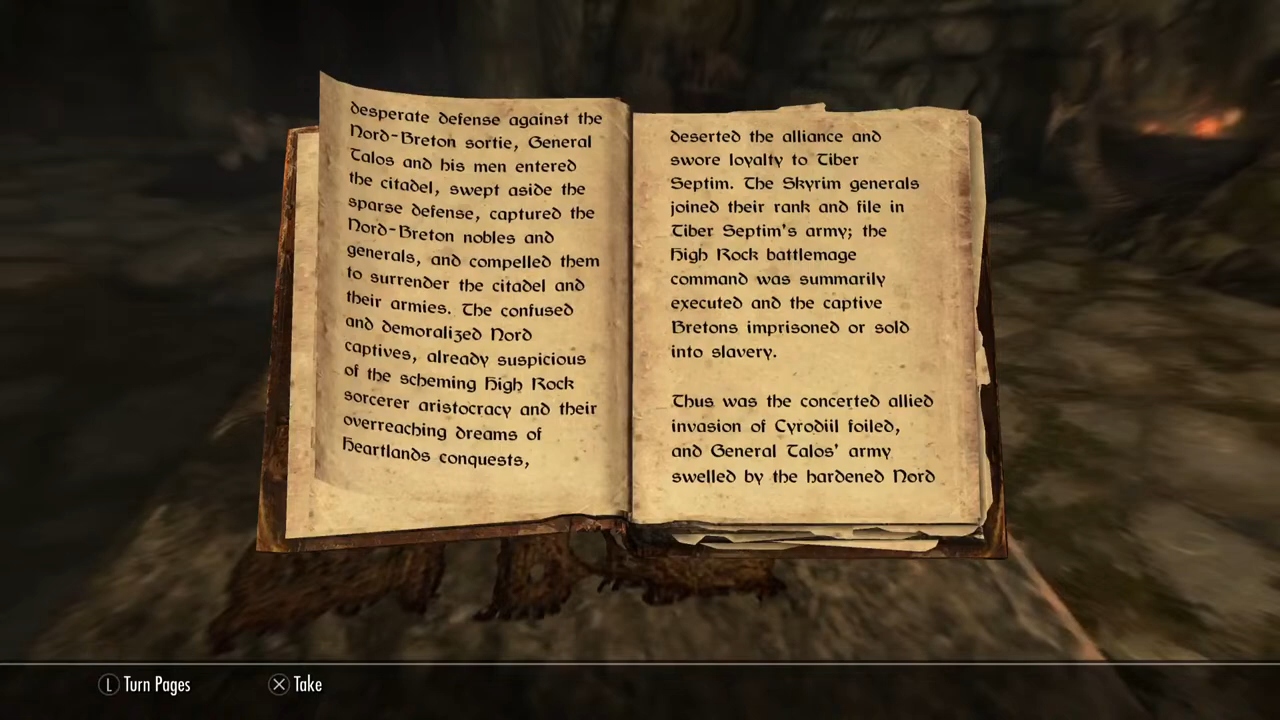 desperate defense against the
Nord-Breton sortie, General
Talos and his men entered
the citadel, swept aside the
sparse defense, captured the
Nord-Breton nobles and
generals, and compelled them
to surrender the citadel and
their armies. The confused
and demoralized Nord
captives, already suspicious
of the scheming High Rock
sorcerer aristocracy and their
overreaching dreams of
Heartlands conquests,
deserted the alliance and
swore loyalty to Tiber
Septim. The Skyrim generals
joined their rank and file in
Tiber Septim's army; the
High Rock battlemage
command was summarily
executed and the captive
Bretons imprisoned or sold
into slavery.
Thus was the concerted allied
invasion of Cyrodiil foiled,
and General Talos' army
swelled by the hardened Nord
L Turn Pages
X Take